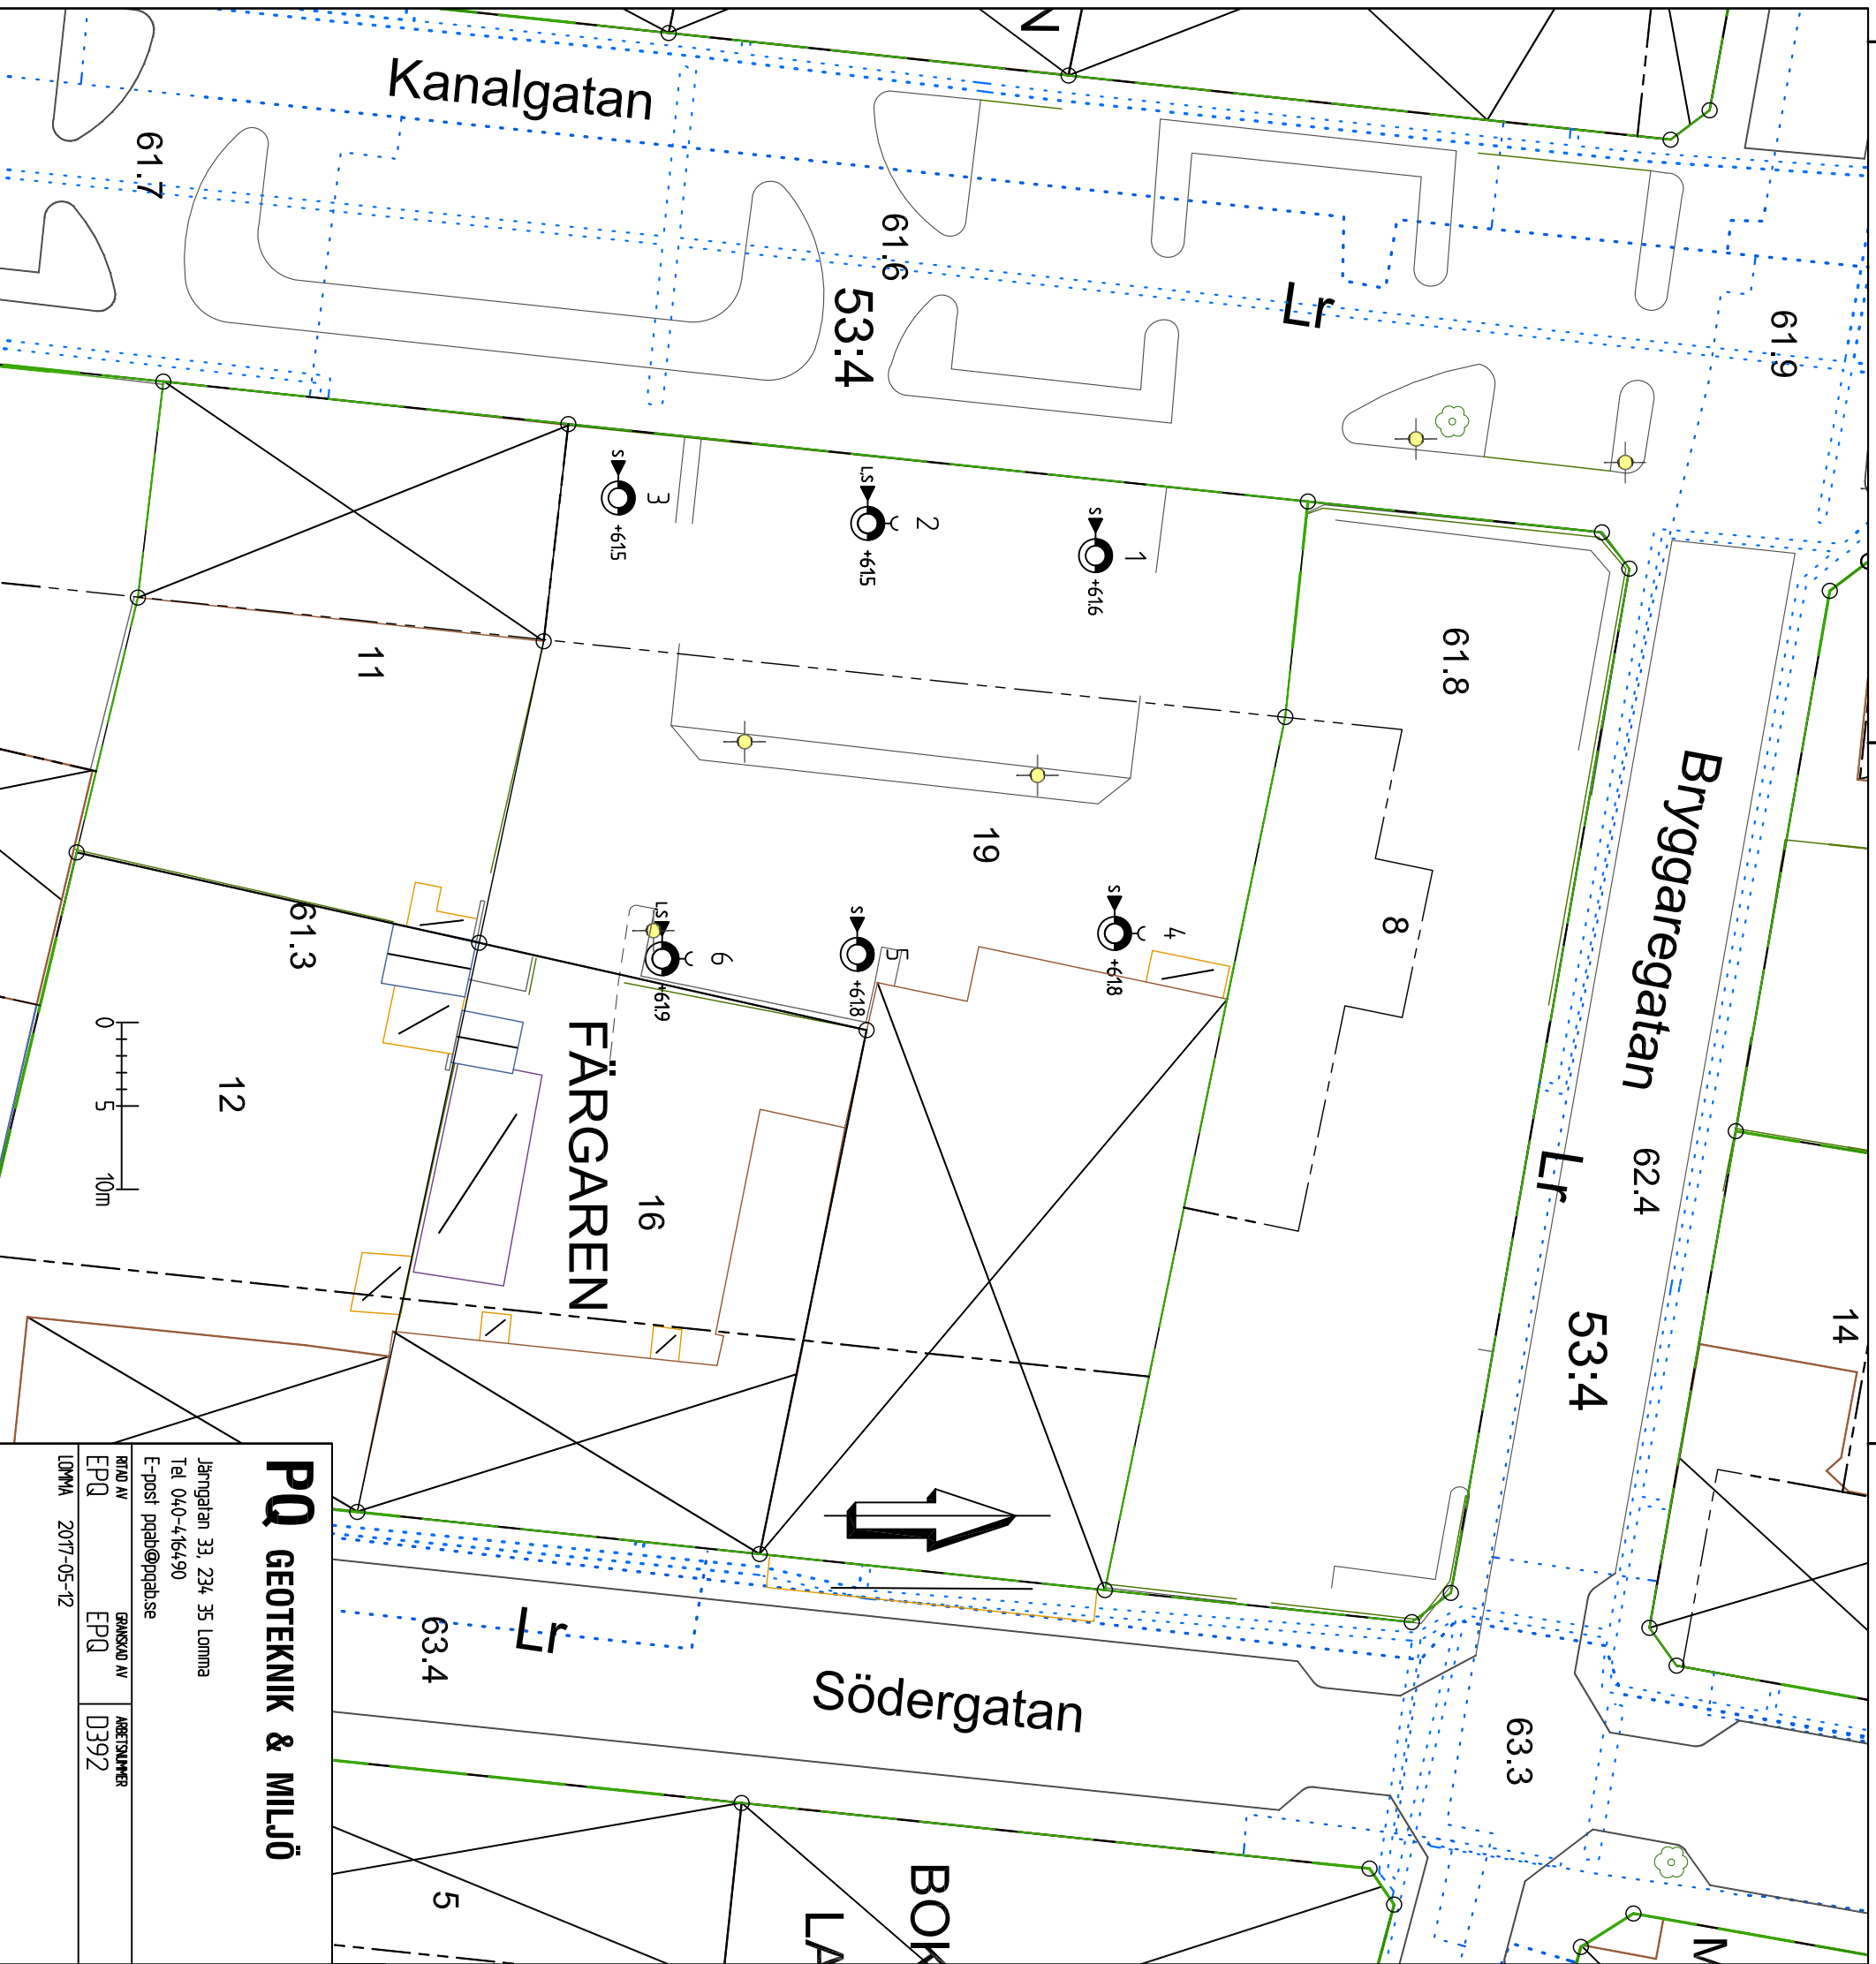 N
Kanalgatan
61.7
61.6
53:4
Lr
61.9
S
3
+61.5
LS
2
+61.5
S
1
+61.6
61.8
11
19
8
Bryggaregatan
62.4
Lr
53:4
14
S
4
+61.8
S
5
+61.8
LS
6
+61.9
61.3
12
FÄRGAREN
16
0 5 10m
63.4
Lr
Södergatan
63.3
5
BOK
LA
M
PQ GEOTEKNIK & MILJÖ
Järngatan 33, 234 35 Lomma
Tel 040-416490
E-post pqab@pqab.se
RITAD AV GRANSKAD AV ARBETSNUMMER
EPQ EPQ D392
LOMMA 2017-05-12